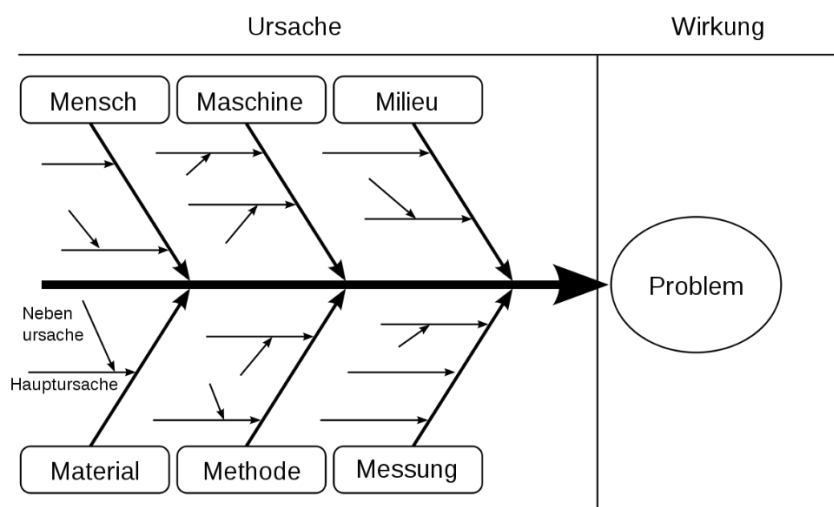 Ursache
Wirkung
Mensch
Maschine
Milieu
Problem
Neben
ursache
Hauptursache
Material
Methode
Messung